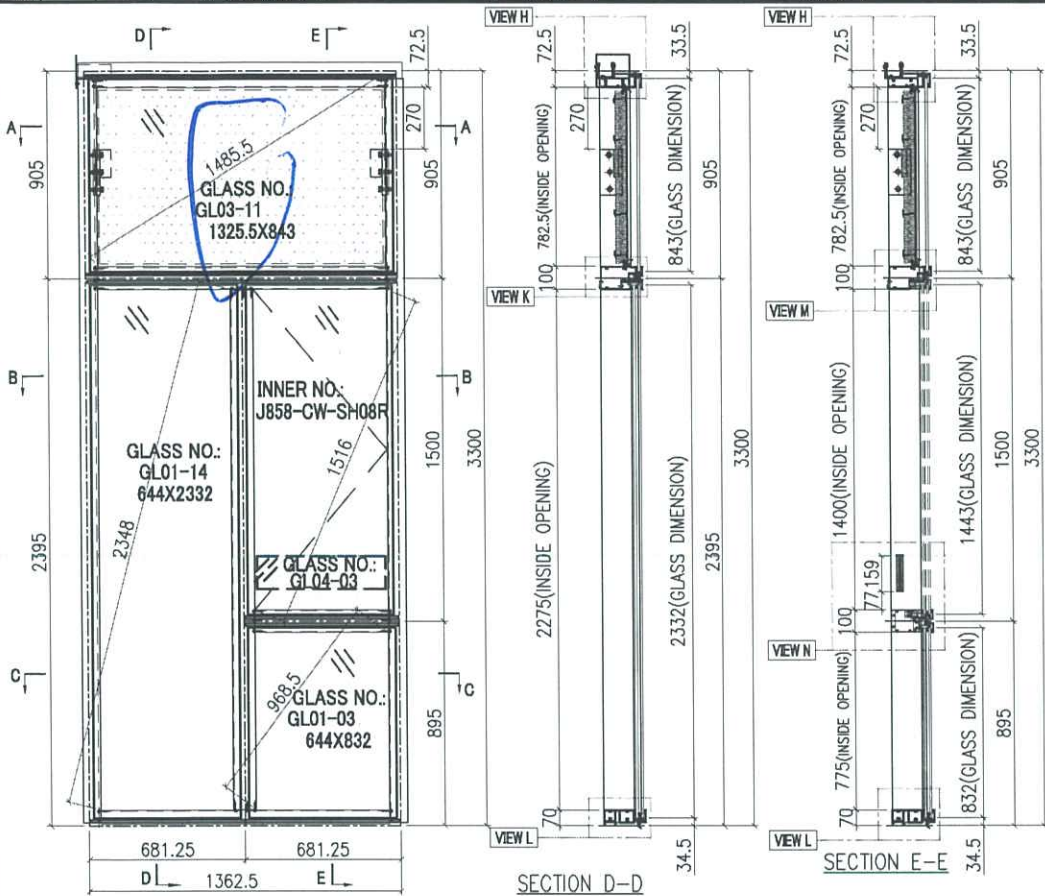 D
E
72.5
270
A
A
905
905
1485.5
GLASS NO.:
GL03-11
1325.5X843
B
B
INNER NO.:
J858-CW-SH08R
GLASS NO.:
GL01-14
644X2332
1516
2348
1500
3300
2395
GLASS NO.:
GL04-03
C
C
968.5
GLASS NO.:
GL01-03
644X832
895
681.25
681.25
D
1362.5
E
VIEW H
72.5
33.5
270
782.5(INSIDE OPENING)
843(GLASS DIMENSION)
905
100
VIEW K
2275(INSIDE OPENING)
2332(GLASS DIMENSION)
2395
3300
70
VIEW L
34.5
SECTION D-D
VIEW H
72.5
33.5
270
782.5(INSIDE OPENING)
843(GLASS DIMENSION)
905
100
VIEW M
1400(INSIDE OPENING)
1443(GLASS DIMENSION)
1500
3300
77,159
100
VIEW N
775(INSIDE OPENING)
832(GLASS DIMENSION)
895
70
VIEW L
34.5
SECTION E-E